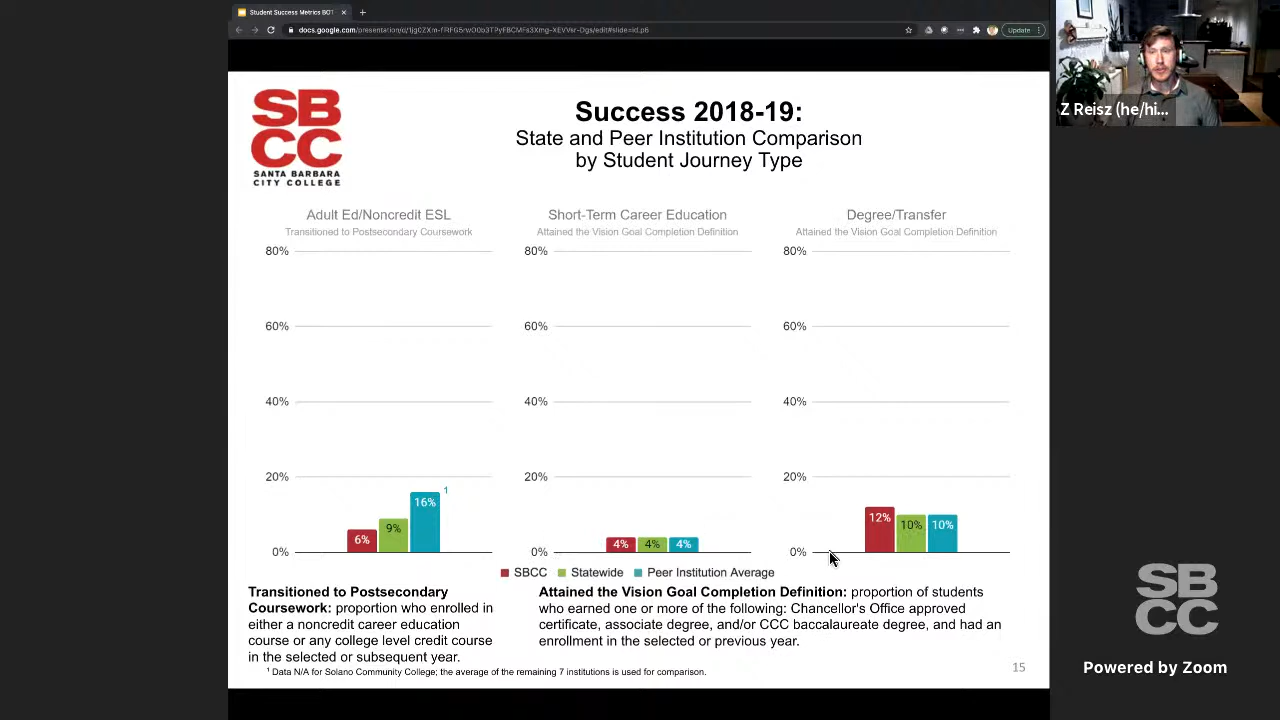 Student Success Metrics BOT
docs.google.com/presentation/d/
Update
Z Reisz (he/hi...
SB
CC
SANTA BARBARA
CITY COLLEGE
Success 2018-19:
State and Peer Institution Comparison
by Student Journey Type
Adult Ed/Noncredit ESL
Transitioned to Postsecondary Coursework
80%
60%
40%
20%
0%
6%
9%
16%
1
Short-Term Career Education
Attained the Vision Goal Completion Definition
80%
60%
40%
20%
0%
4%
4%
4%
Degree/Transfer
Attained the Vision Goal Completion Definition
80%
60%
40%
20%
0%
12%
10%
10%
SBCC Statewide Peer Institution Average
Transitioned to Postsecondary
Coursework: proportion who enrolled in
either a noncredit career education
course or any college level credit course
in the selected or subsequent year.
Attained the Vision Goal Completion Definition: proportion of students
who earned one or more of the following: Chancellor's Office approved
certificate, associate degree, and/or CCC baccalaureate degree, and had an
enrollment in the selected or previous year.
1 Data N/A for Solano Community College; the average of the remaining 7 institutions is used for comparison.
15
SB
CC
Powered by Zoom